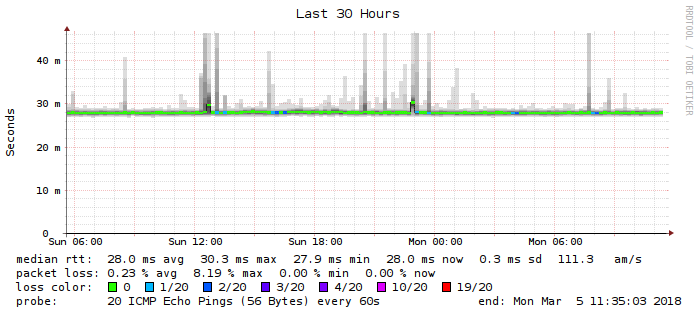 Last 30 Hours
RRDTOOL / TOBI OETIKER
Seconds
40 m
30 m
20 m
10 m
0
Sun 06:00 Sun 12:00 Sun 18:00 Mon 00:00 Mon 06:00
median rtt: 28.0 ms avg 30.3 ms max 27.9 ms min 28.0 ms now 0.3 ms sd 111.3 am/s
packet loss: 0.23 % avg 8.19 % max 0.00 % min 0.00 % now
loss color: 0 1/20 2/20 3/20 4/20 10/20 19/20
probe: 20 ICMP Echo Pings (56 Bytes) every 60s end: Mon Mar 5 11:35:03 2018